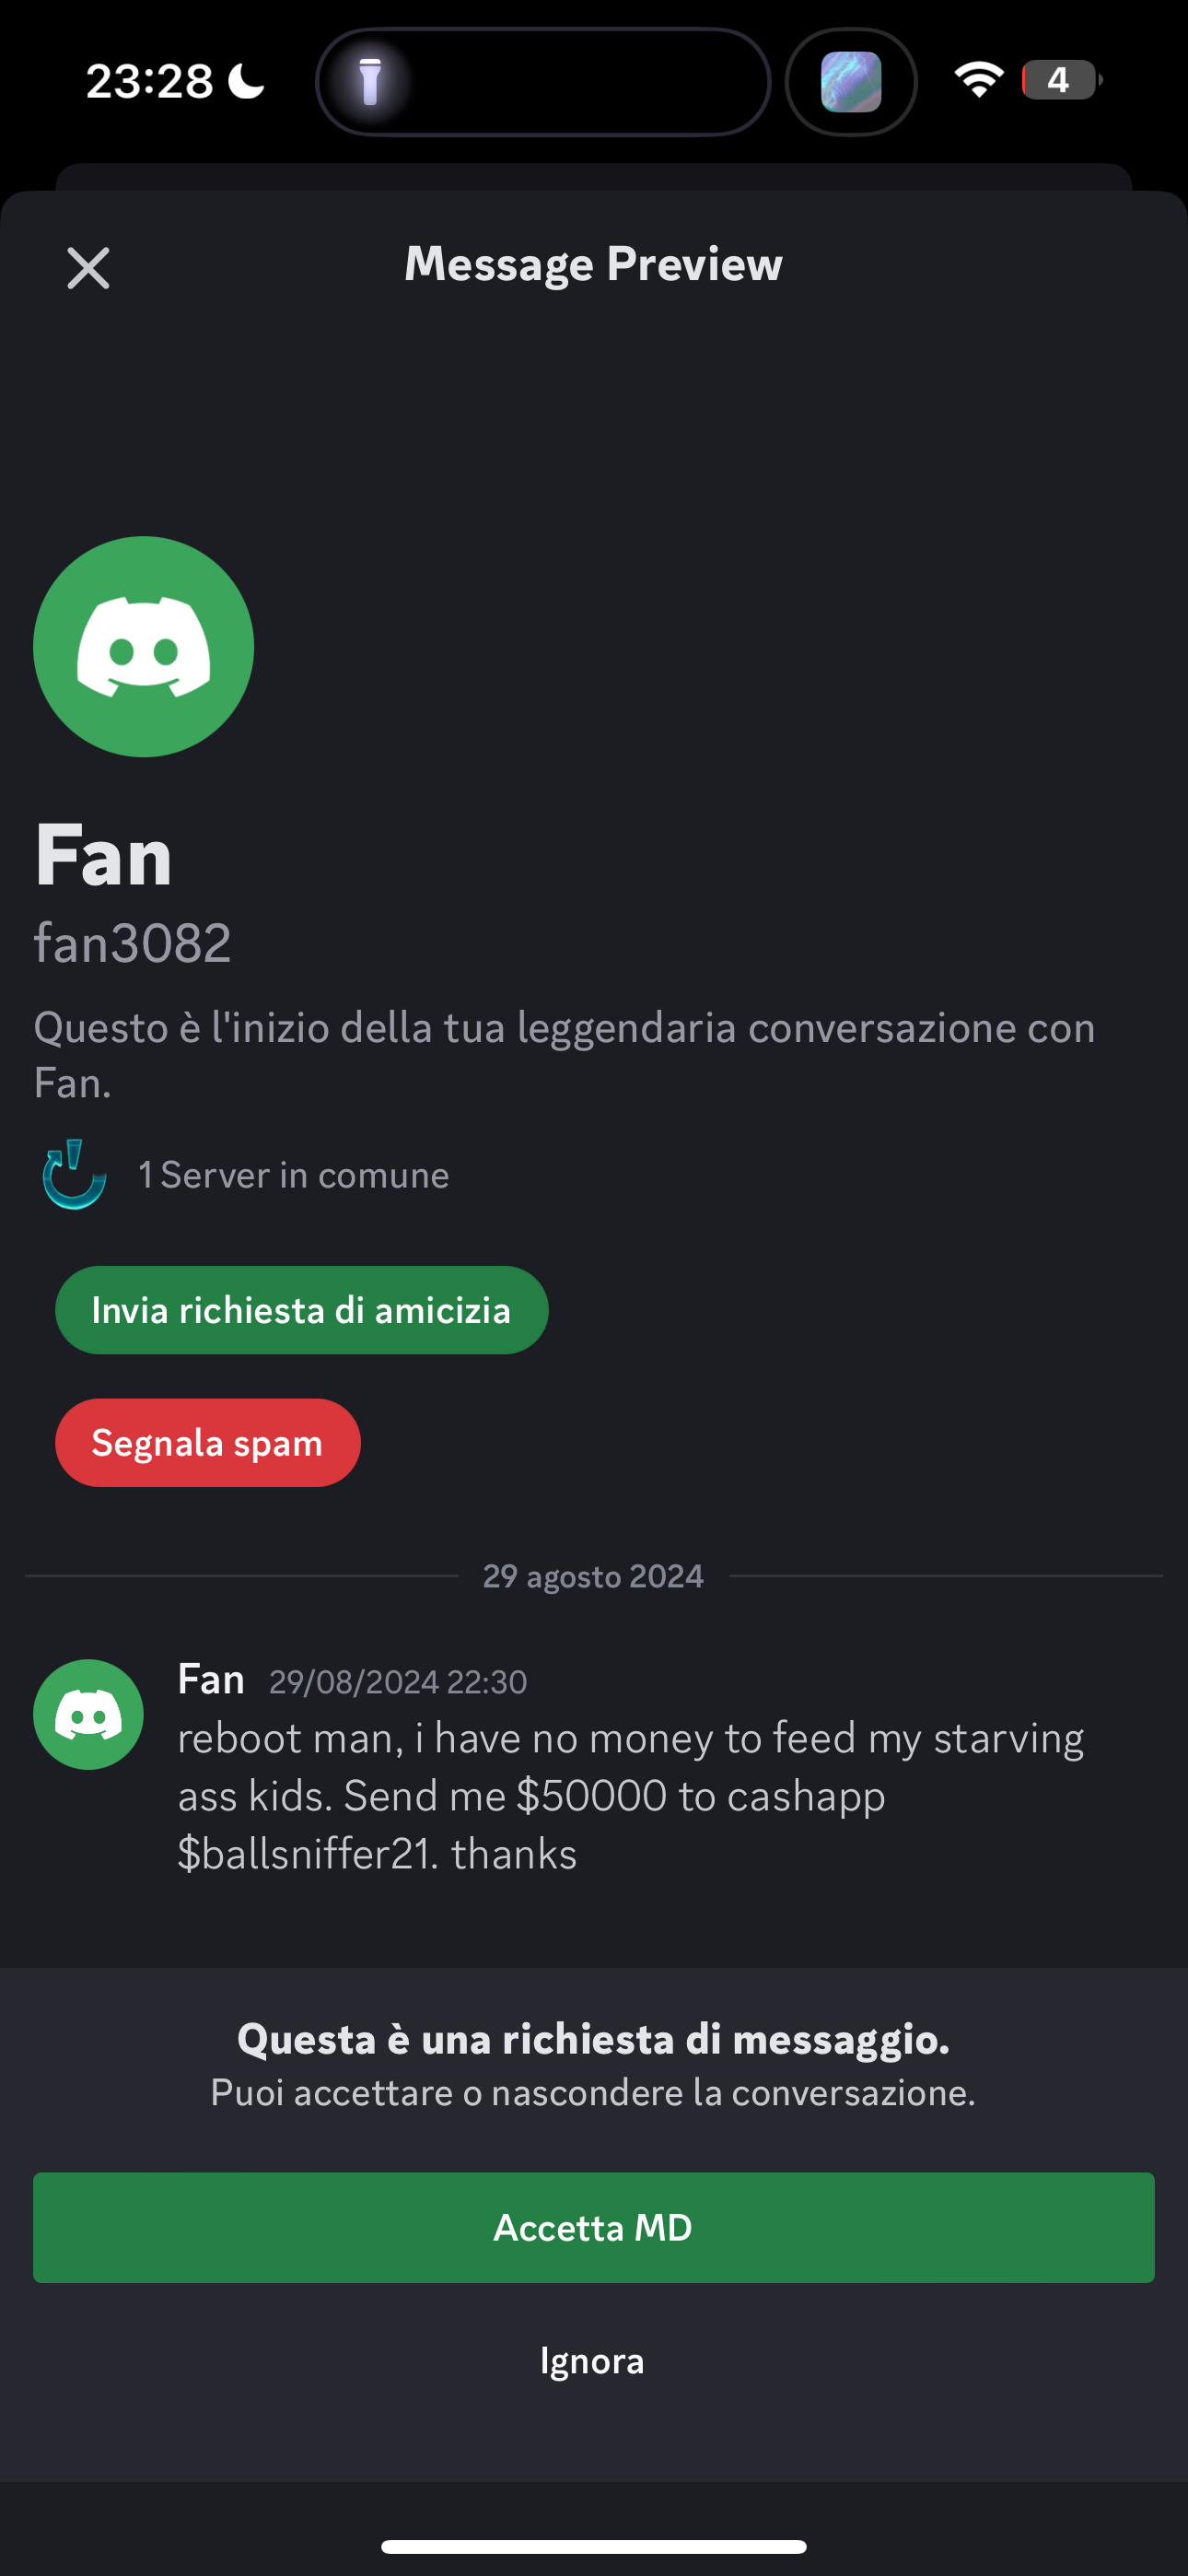 23:28
4
Message Preview
Fan
fan3082
Questo è l'inizio della tua leggendaria conversazione con
Fan.
1 Server in comune
Invia richiesta di amicizia
Segnala spam
29 agosto 2024
Fan 29/08/2024 22:30
reboot man, i have no money to feed my starving
ass kids. Send me $50000 to cashapp
$ballsniffer21. thanks
Questa è una richiesta di messaggio.
Puoi accettare o nascondere la conversazione.
Accetta MD
Ignora